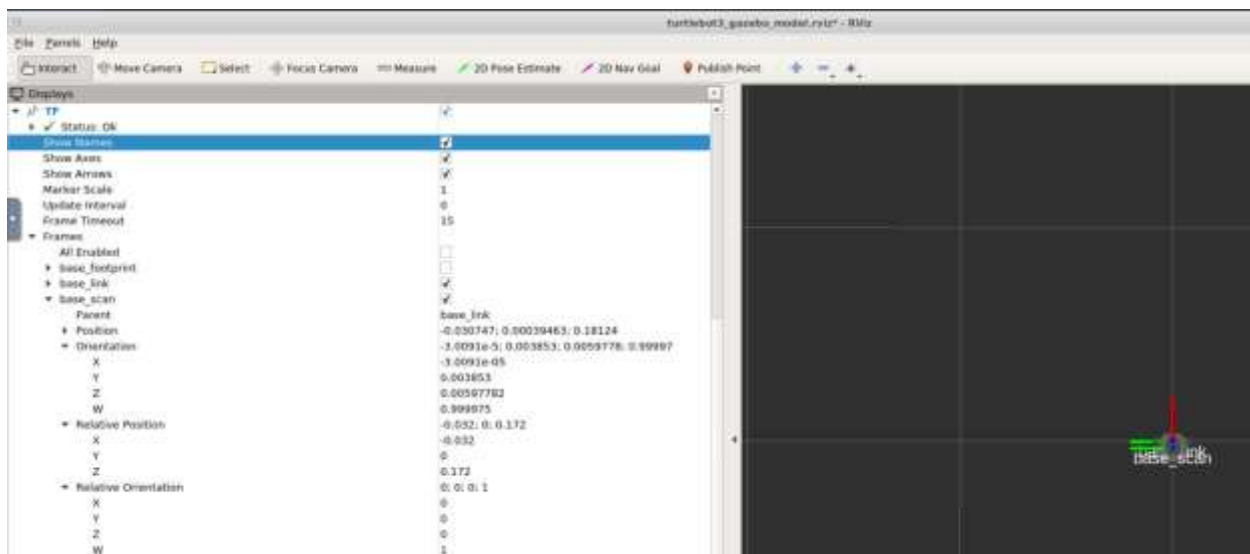 turtlebot3_gazebo_model.rviz* - RViz
File Panels Help
Interact Move Camera Select Focus Camera Measure 2D Pose Estimate 2D Nav Goal Publish Point
Displays
TF
Status: Ok
Show Names
Show Axes
Show Arrows
Marker Scale 1
Update Interval 0
Frame Timeout 15
Frames
All Enabled
base_footprint
base_link
base_scan
Parent base_link
Position -0.030747; 0.00039463; 0.18124
Orientation -3.0091e-5; 0.003853; 0.0059778; 0.99997
X -3.0091e-05
Y 0.003853
Z 0.00597782
W 0.999975
Relative Position -0.032; 0; 0.172
X -0.032
Y 0
Z 0.172
Relative Orientation 0; 0; 0; 1
X 0
Y 0
Z 0
W 1
base_scan